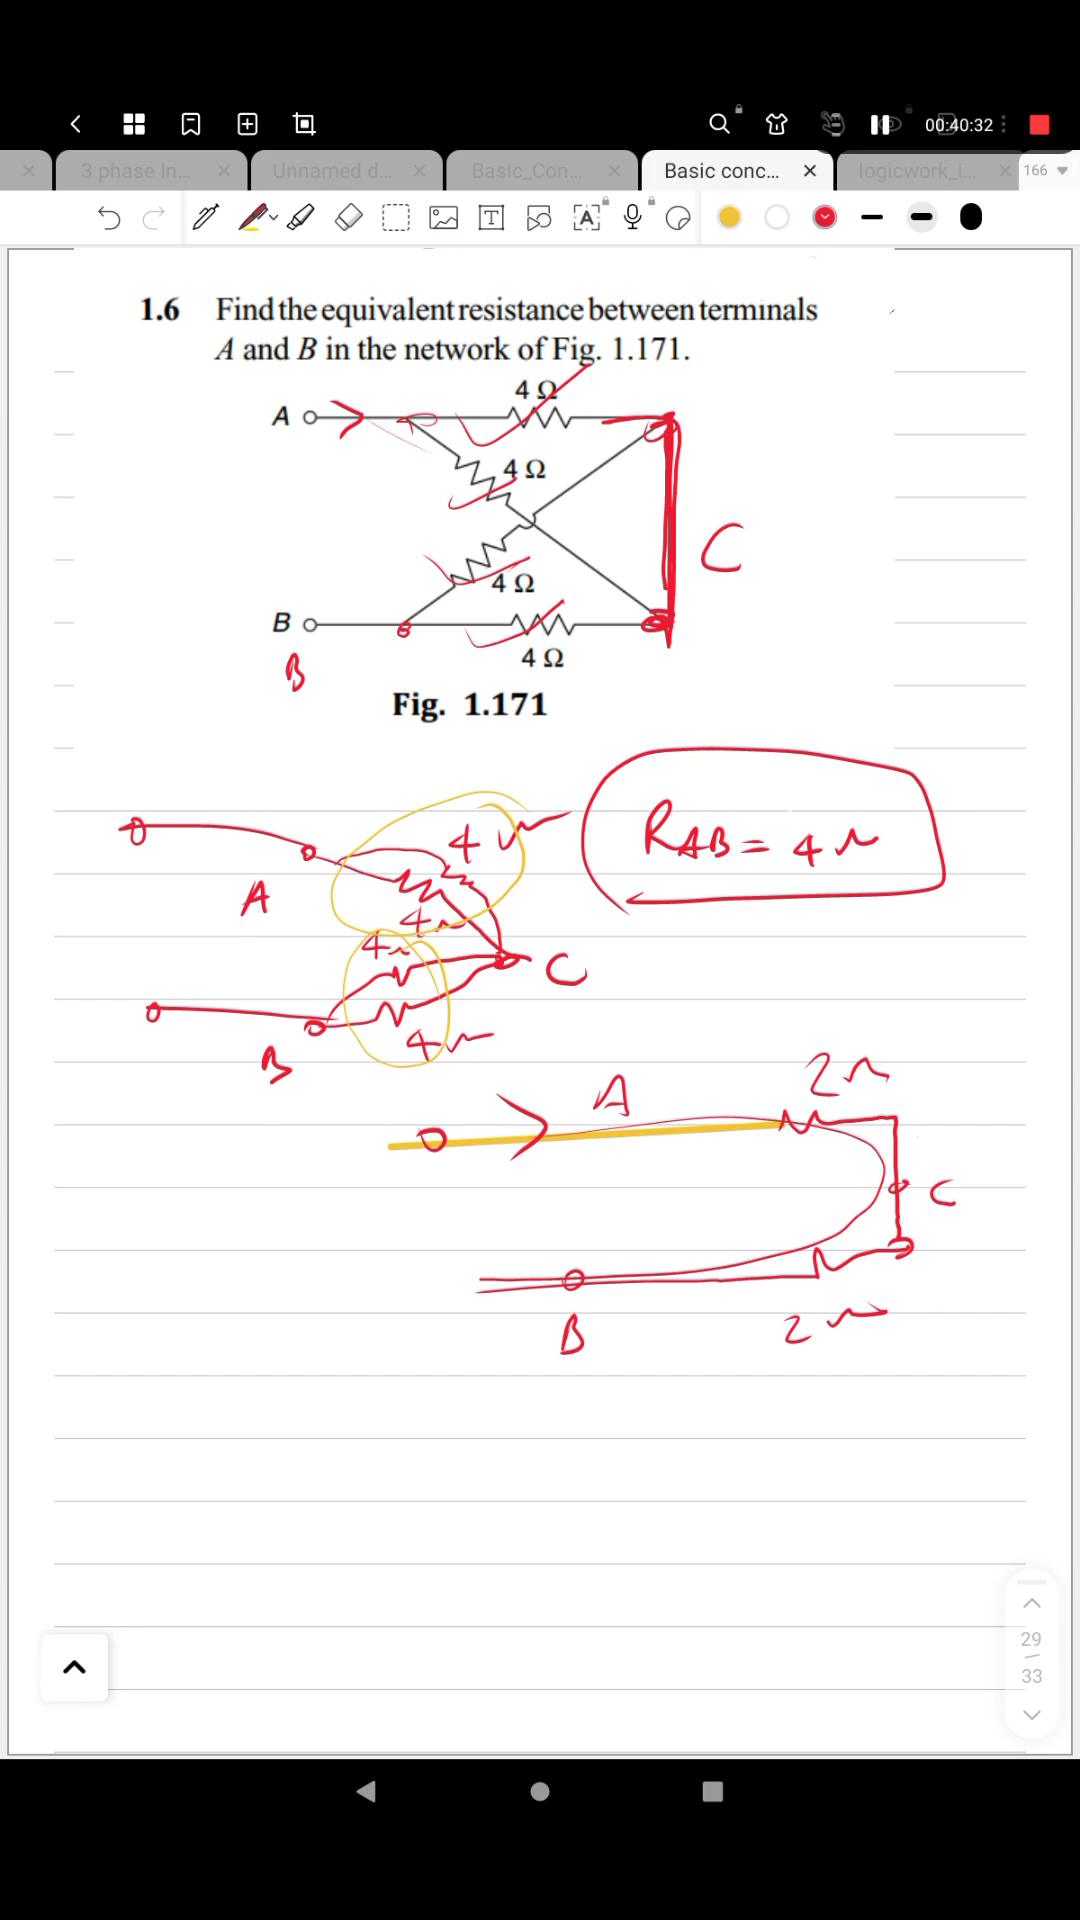 00:40:32
3 phase In...
Unnamed d...
Basic_Con...
Basic conc...
logicwork_i...
166
1.6 Find the equivalent resistance between terminals
A and B in the network of Fig. 1.171.
4 Ω
A
4 Ω
C
4 Ω
B
B
4 Ω
Fig. 1.171
4 Ω
R_AB = 4 Ω
A
4 Ω
4 Ω
C
4 Ω
B
2 Ω
A
C
B
2 Ω
29
33